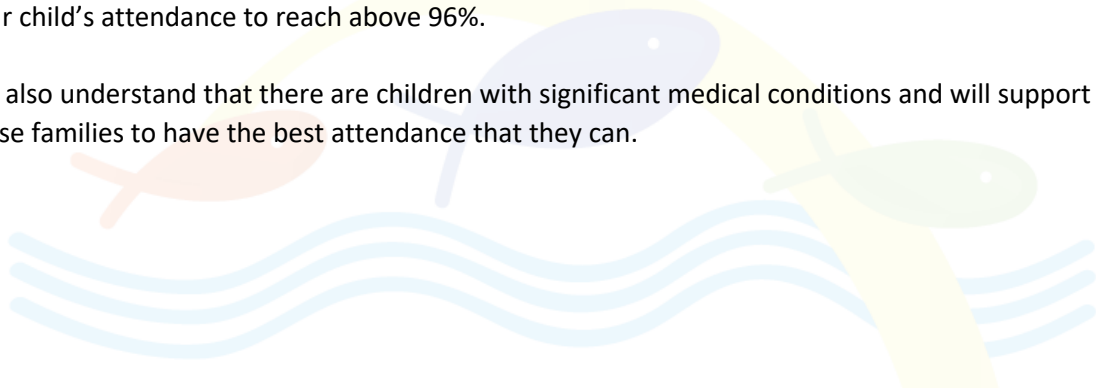 r child’s attendance to reach above 96%.
also understand that there are children with significant medical conditions and will support
se families to have the best attendance that they can.